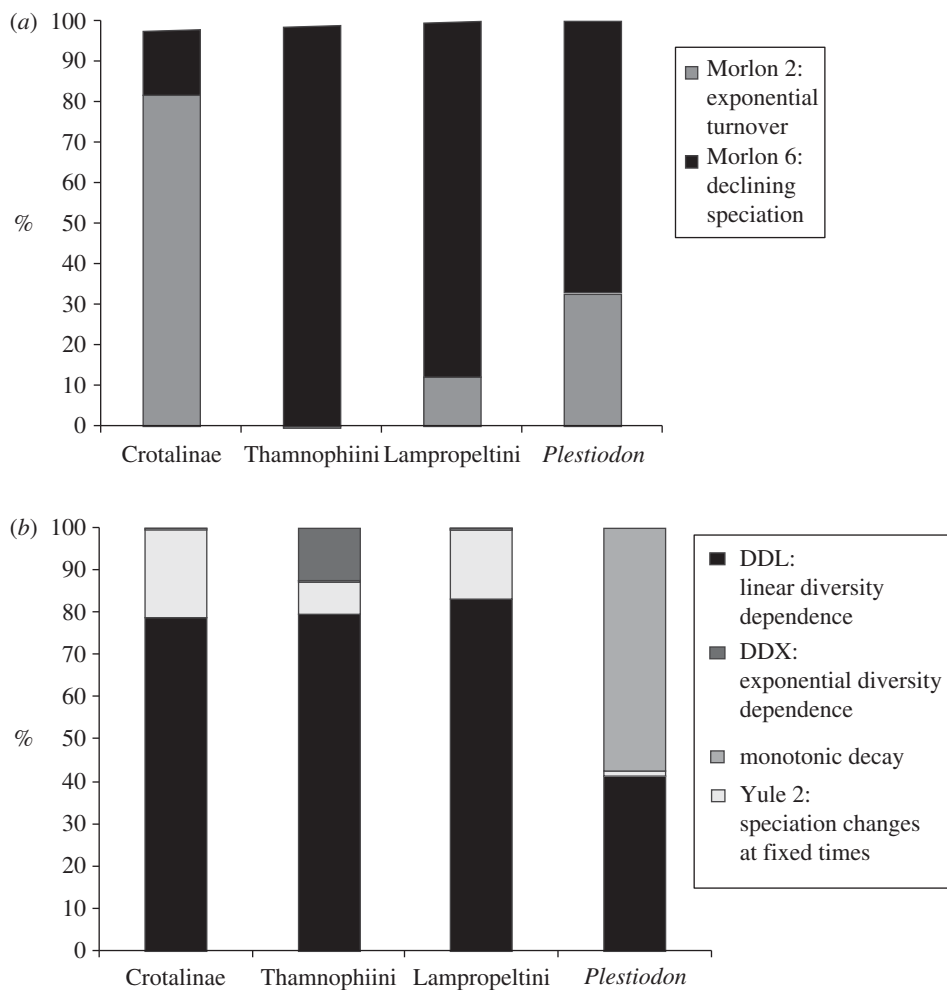 (a)
100
90
80
70
60
50
40
30
20
10
0
%
Crotalinae Thamnophiini Lampropeltini Plestiodon
Morlon 2:
exponential
turnover
Morlon 6:
declining
speciation
(b)
100
90
80
70
60
50
40
30
20
10
0
%
Crotalinae Thamnophiini Lampropeltini Plestiodon
DDL:
linear diversity
dependence
DDX:
exponential diversity
dependence
monotonic decay
Yule 2:
speciation changes
at fixed times